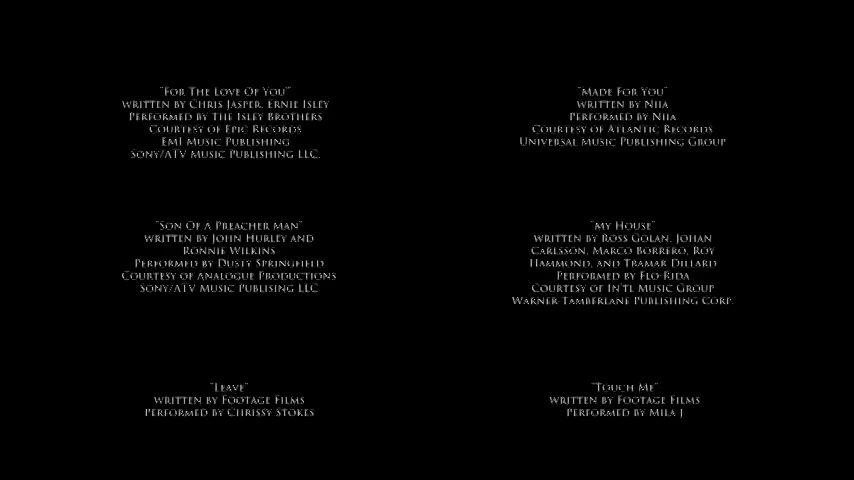 "For The Love Of You"
written by Chris Jasper, Ernie Isley
Performed by The Isley Brothers
Courtesy of Epic Records
EMI Music Publishing
Sony/ATV Music Publishing LLC.
"Made For You"
written by Niia
Performed by Niia
Courtesy of Atlantic Records
Universal Music Publishing Group
"Son Of A Preacher Man"
written by John Hurley and
Ronnie Wilkins
Performed by Dusty Springfield
Courtesy of Analogue Productions
Sony/ATV Music Publising LLC
"My House"
written by Ross Golan, Johan
Carlsson, Marco Borrero, Roy
Hammond, and Tramar Dillard
Performed by Flo-Rida
Courtesy of In'tl Music Group
Warner-Tamberlane Publishing Corp.
"Leave"
written by Footage Films
performed by Chrissy Stokes
"Touch Me"
written by Footage Films
performed by Mila J